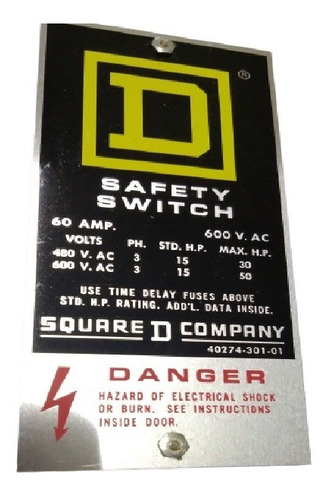 D ®
SAFETY
SWITCH
60 AMP. 600 V. AC
VOLTS PH. STD. H.P. MAX. H.P.
480 V. AC 3 15 30
600 V. AC 3 15 50
USE TIME DELAY FUSES ABOVE
STD. H.P. RATING. ADD'L. DATA INSIDE.
SQUARE D COMPANY
40274-301-01
DANGER
HAZARD OF ELECTRICAL SHOCK
OR BURN. SEE INSTRUCTIONS
INSIDE DOOR.